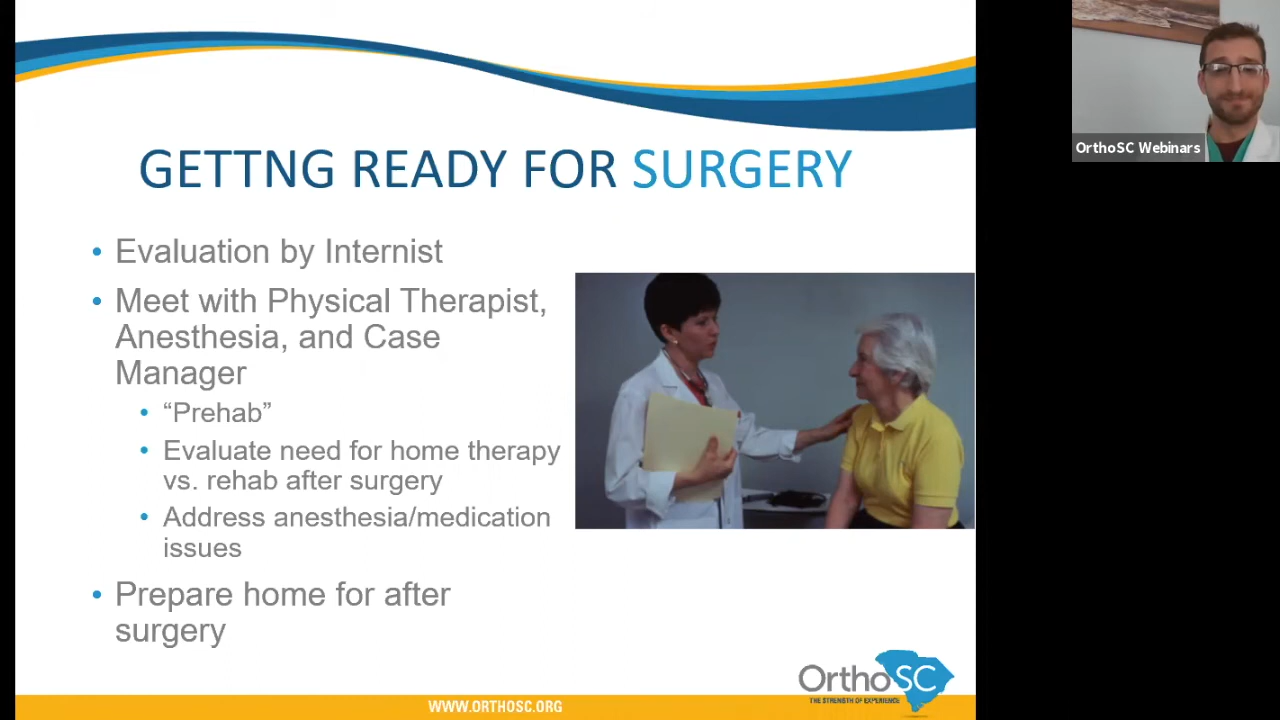 GETTNG READY FOR SURGERY
• Evaluation by Internist
• Meet with Physical Therapist,
Anesthesia, and Case
Manager
• “Prehab”
• Evaluate need for home therapy
vs. rehab after surgery
• Address anesthesia/medication
issues
• Prepare home for after
surgery
OrthoSC
THE STRENGTH OF EXPERIENCE
WWW.ORTHOSC.ORG
OrthoSC Webinars